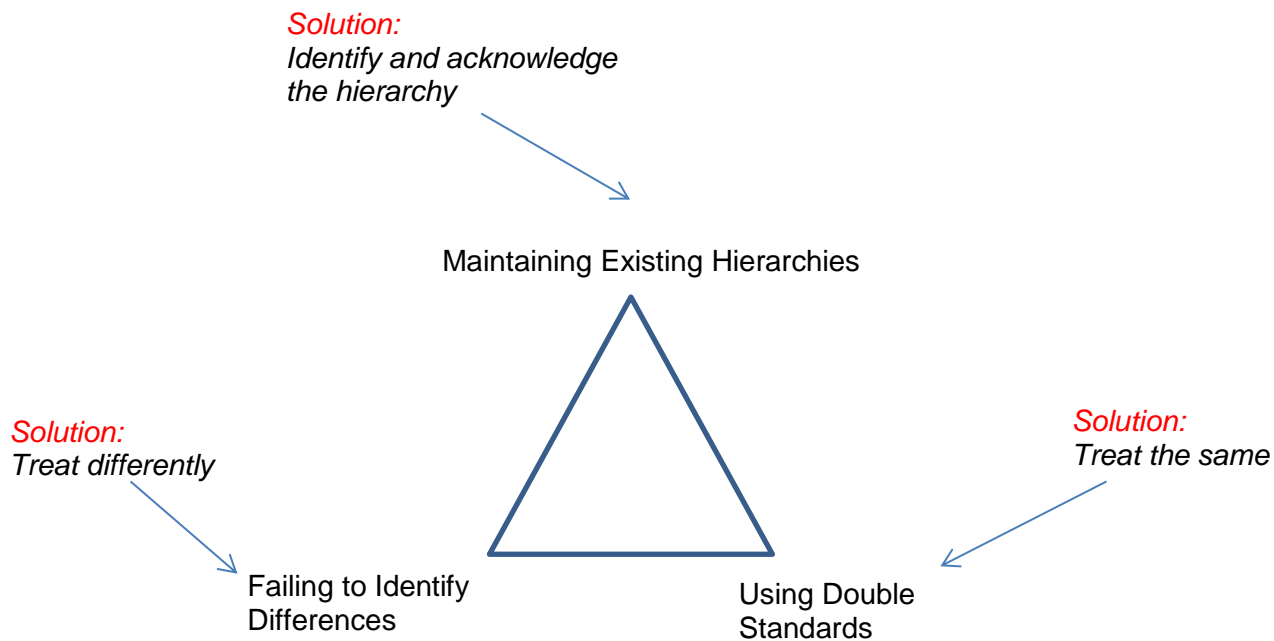 Solution:
Identify and acknowledge
the hierarchy
Maintaining Existing Hierarchies
Solution:
Treat differently
Solution:
Treat the same
Failing to Identify
Differences
Using Double
Standards